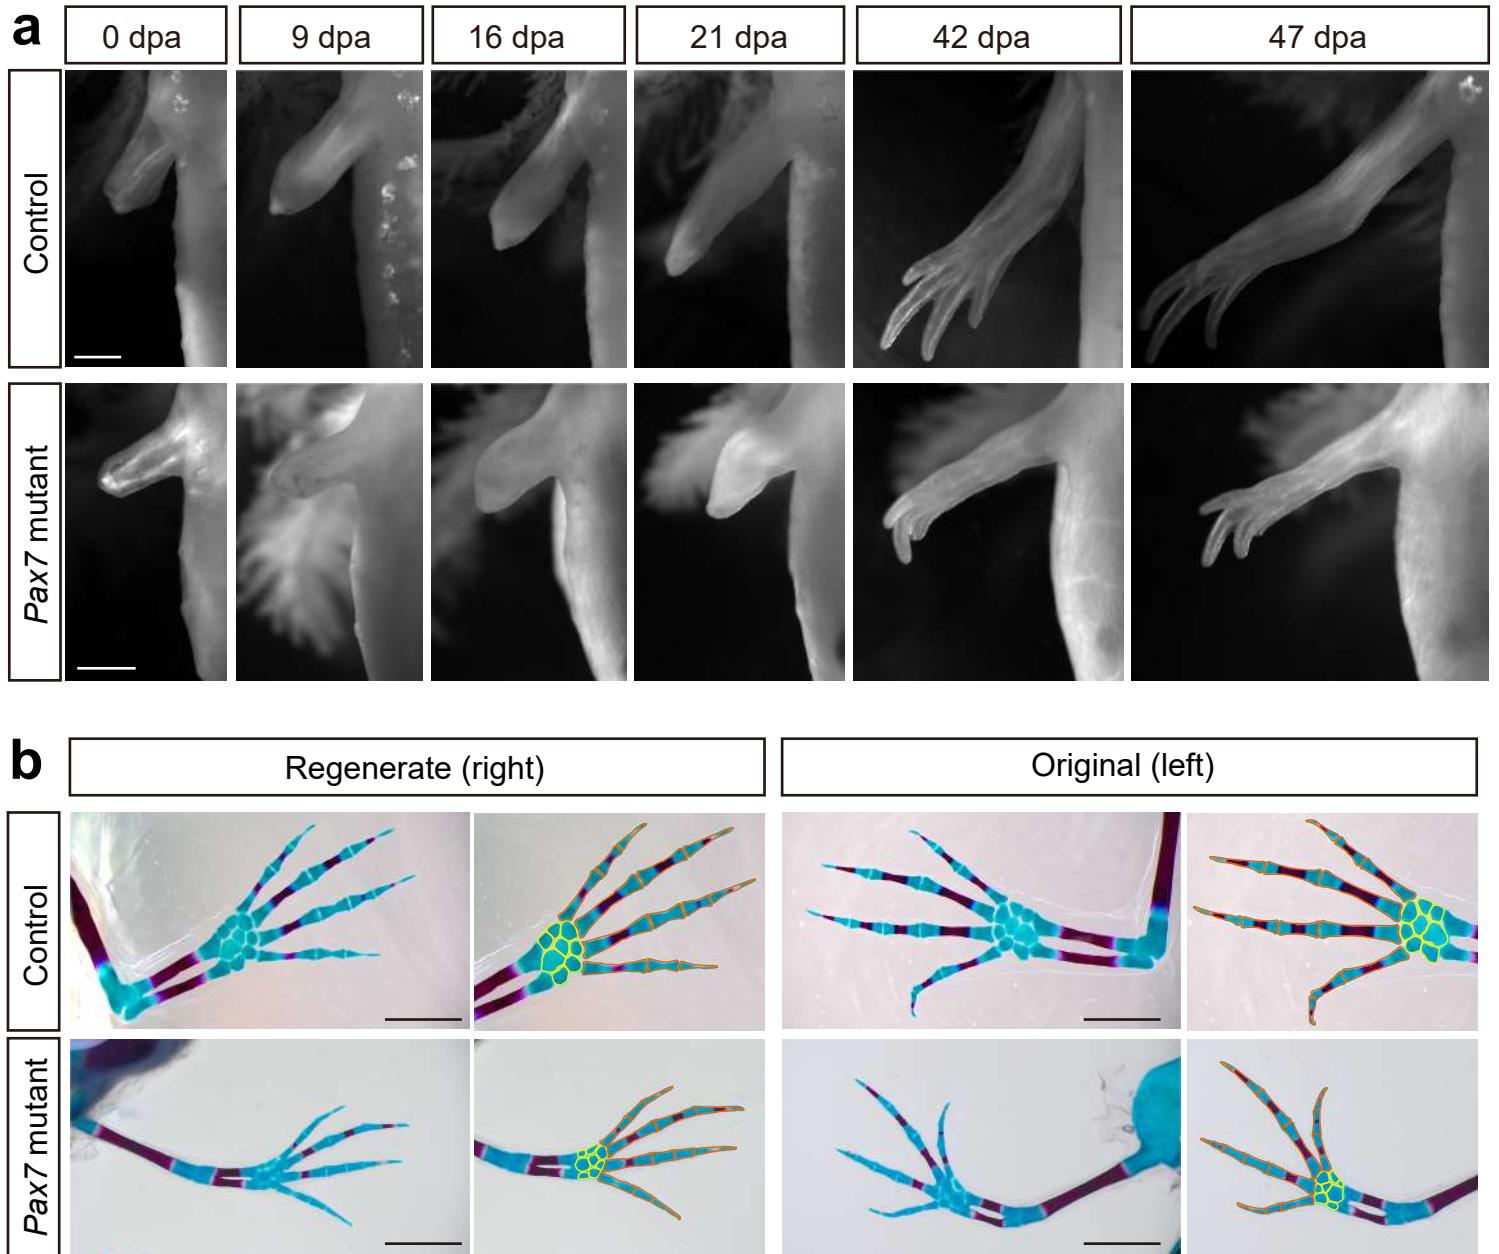 a
0 dpa
9 dpa
16 dpa
21 dpa
42 dpa
47 dpa
Control
Pax7 mutant
b
Regenerate (right)
Original (left)
Control
Pax7 mutant